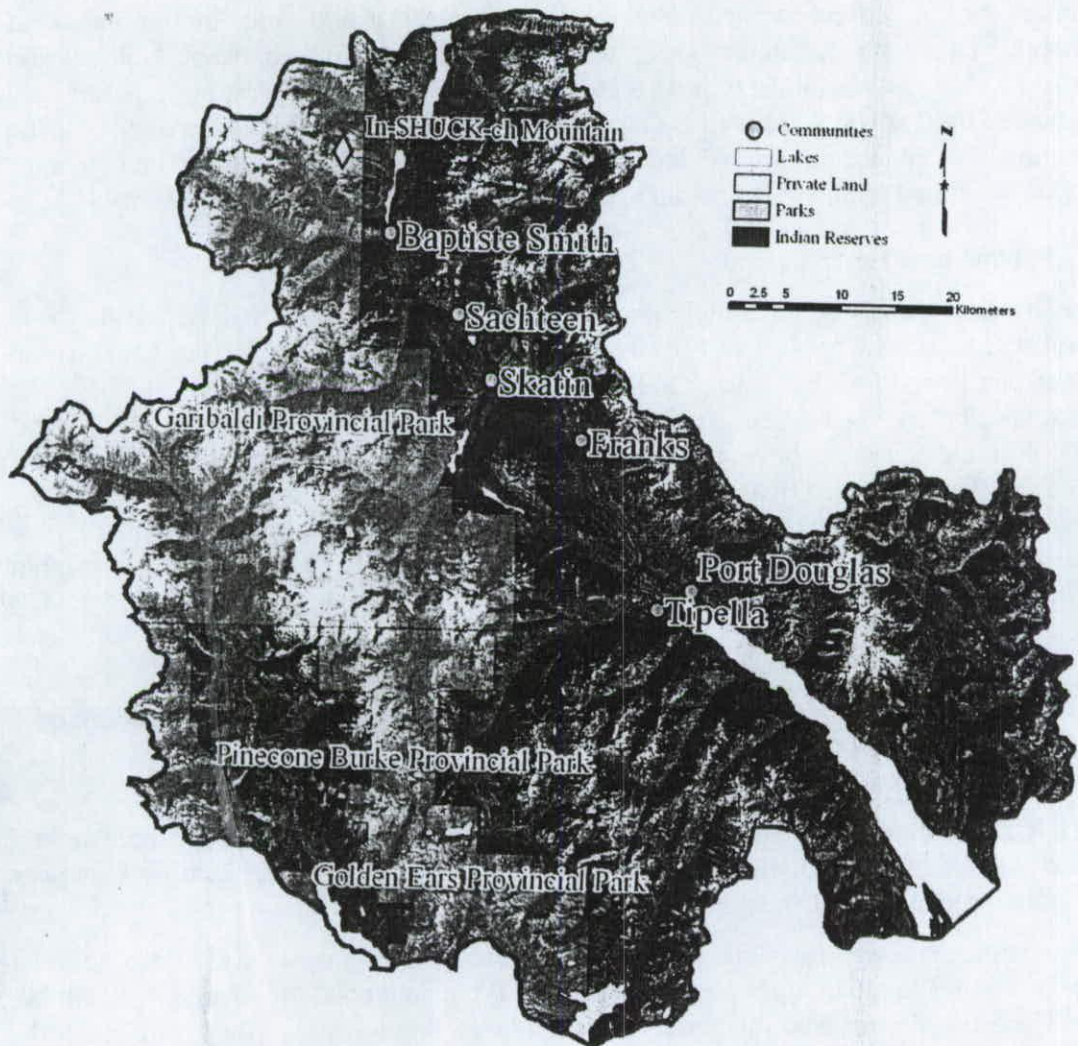 In-SHUCK-ch Mountain
Communities
Lakes
Private Land
Parks
Indian Reserves
N
0 2.5 5 10 15 20
Kilometers
Baptiste Smith
Sachteen
Skatin
Garibaldi Provincial Park
Franks
Port Douglas
Tipella
Pinecone Burke Provincial Park
Golden Ears Provincial Park